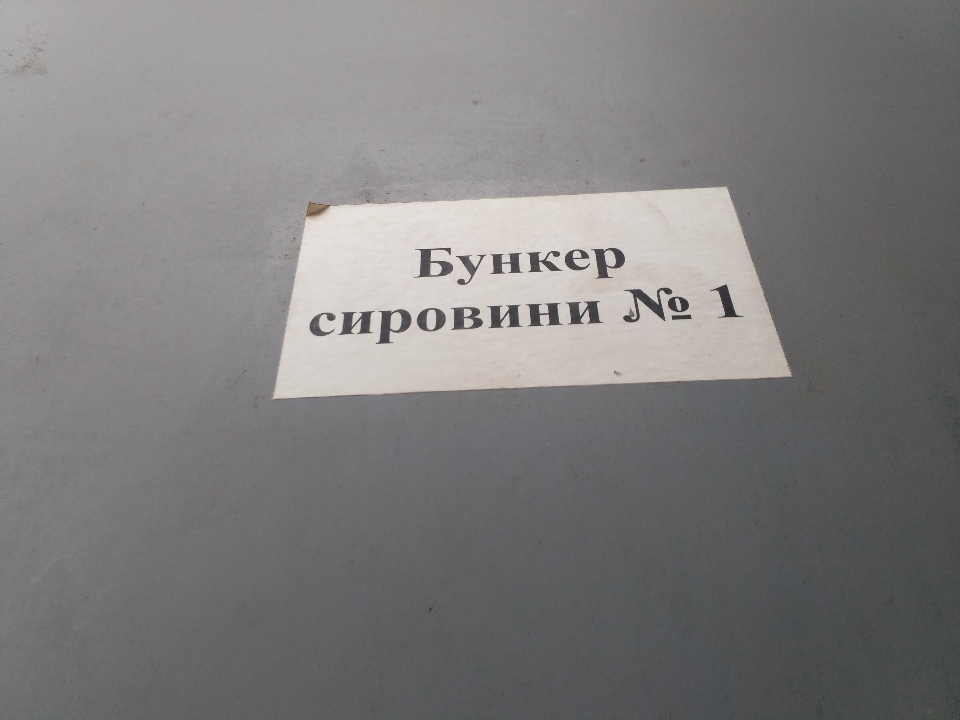 Бункер
сировини № 1